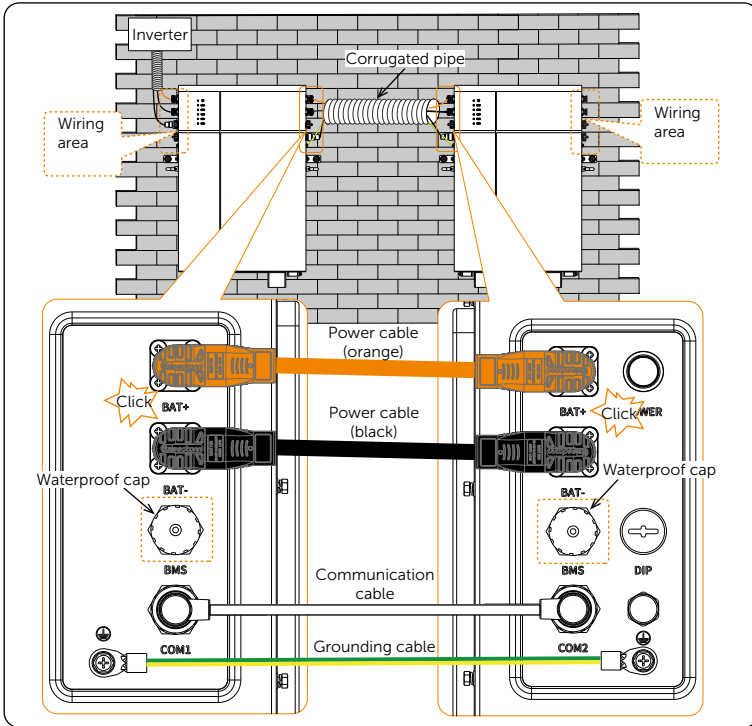 Inverter
Corrugated pipe
Wiring
area
Wiring
area
Power cable
(orange)
Click
BAT+
BAT+
Click
WER
Power cable
(black)
Waterproof cap
BAT-
BAT-
Waterproof cap
BMS
BMS
DIP
Communication
cable
COM1
COM2
Grounding cable